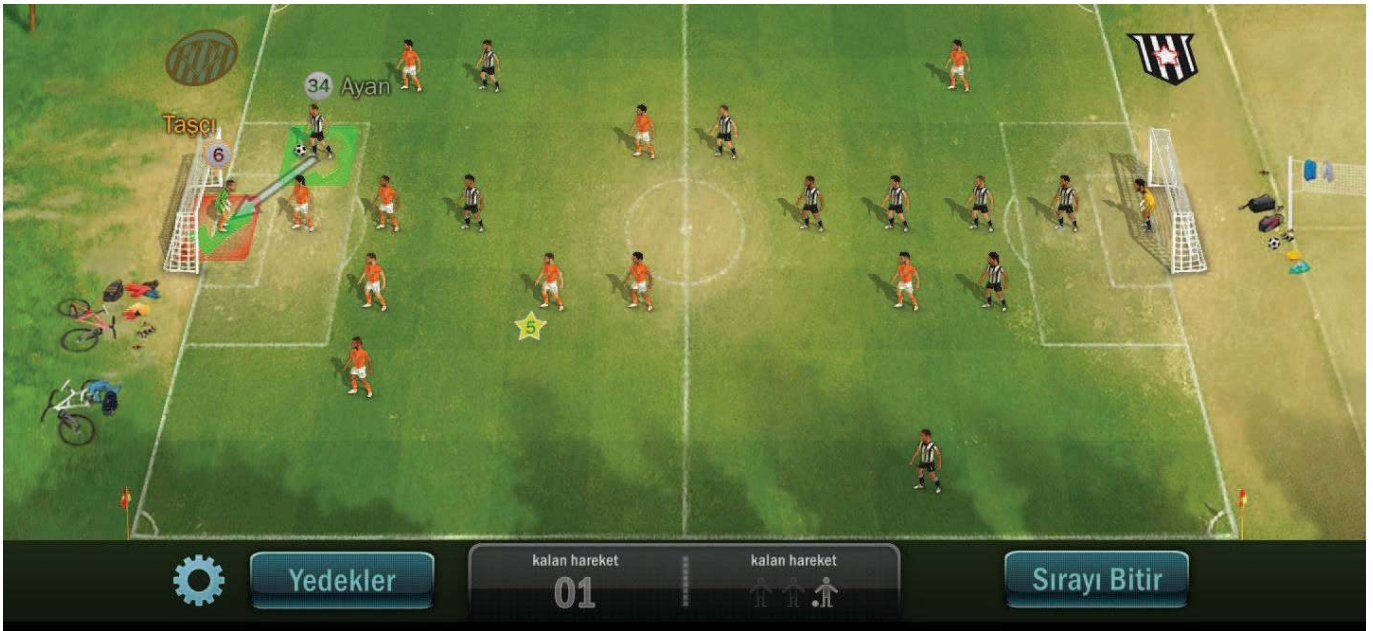 34 Ayan
Taşçı
6
5
kalan hareket
01
kalan hareket
Yedekler
Sırayı Bitir